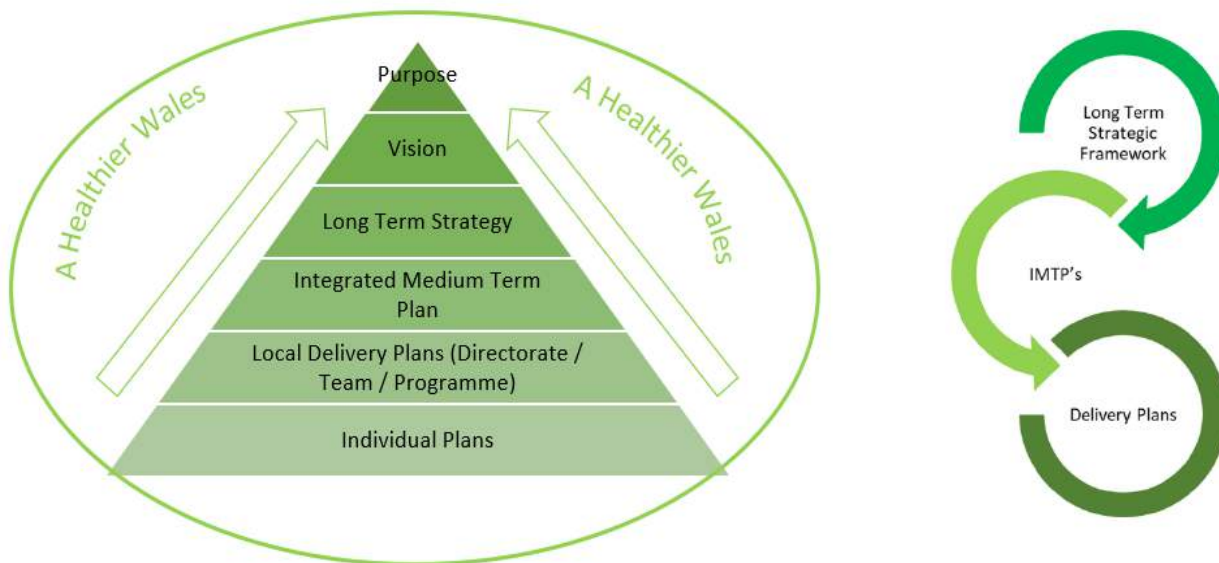 A Healthier Wales
A Healthier Wales
Purpose
Vision
Long Term Strategy
Integrated Medium Term
Plan
Local Delivery Plans (Directorate /
Team / Programme)
Individual Plans
Long Term
Strategic
Framework
IMTP's
Delivery Plans